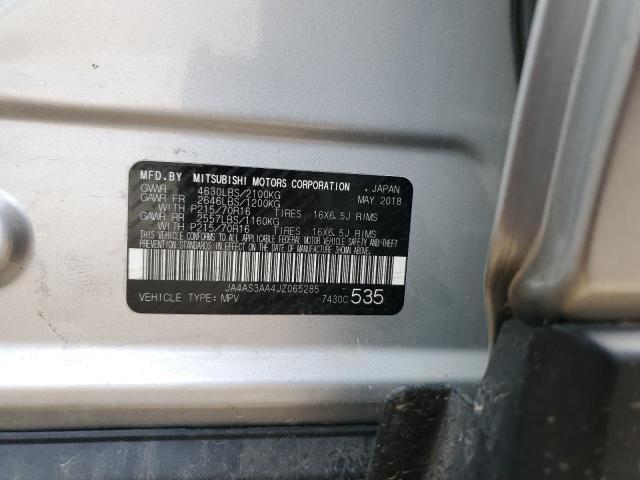 MFD.BY MITSUBISHI MOTORS CORPORATION , JAPAN
GVWR 4630LBS/2100KG MAY 2018
GAWR FR 2646LBS/1200KG
WITH P215/70R16 TIRES 16X6.5J RIMS
GAWR RR 2557LBS/1160KG
WITH P215/70R16 TIRES 16X6.5J RIMS
THIS VEHICLE CONFORMS TO ALL APPLICABLE FEDERAL MOTOR VEHICLE SAFETY AND THEFT
PREVENTION STANDARDS IN EFFECT ON THE DATE OF MANUFACTURE SHOWN ABOVE.
JA4AS3AA4JZ065285
VEHICLE TYPE: MPV 7430C 535